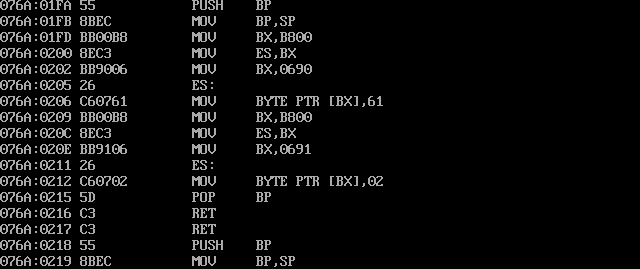 076A:01FA 55 PUSH BP
076A:01FB 8BEC MOV BP,SP
076A:01FD BB00B8 MOV BX,B800
076A:0200 8EC3 MOV ES,BX
076A:0202 BB9006 MOV BX,0690
076A:0205 26 ES:
076A:0206 C60761 MOV BYTE PTR [BX],61
076A:0209 BB00B8 MOV BX,B800
076A:020C 8EC3 MOV ES,BX
076A:020E BB9106 MOV BX,0691
076A:0211 26 ES:
076A:0212 C60702 MOV BYTE PTR [BX],02
076A:0215 5D POP BP
076A:0216 C3 RET
076A:0217 C3 RET
076A:0218 55 PUSH BP
076A:0219 8BEC MOV BP,SP